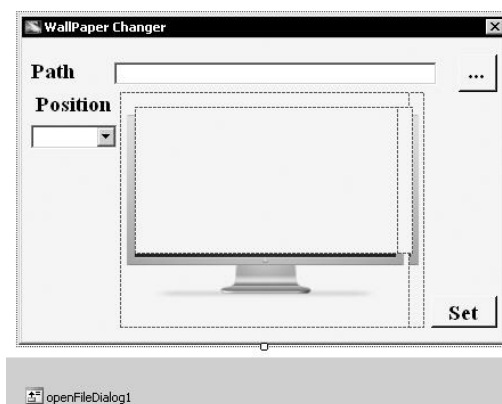 WallPaper Changer
Path
...
Position
Set
openFileDialog1